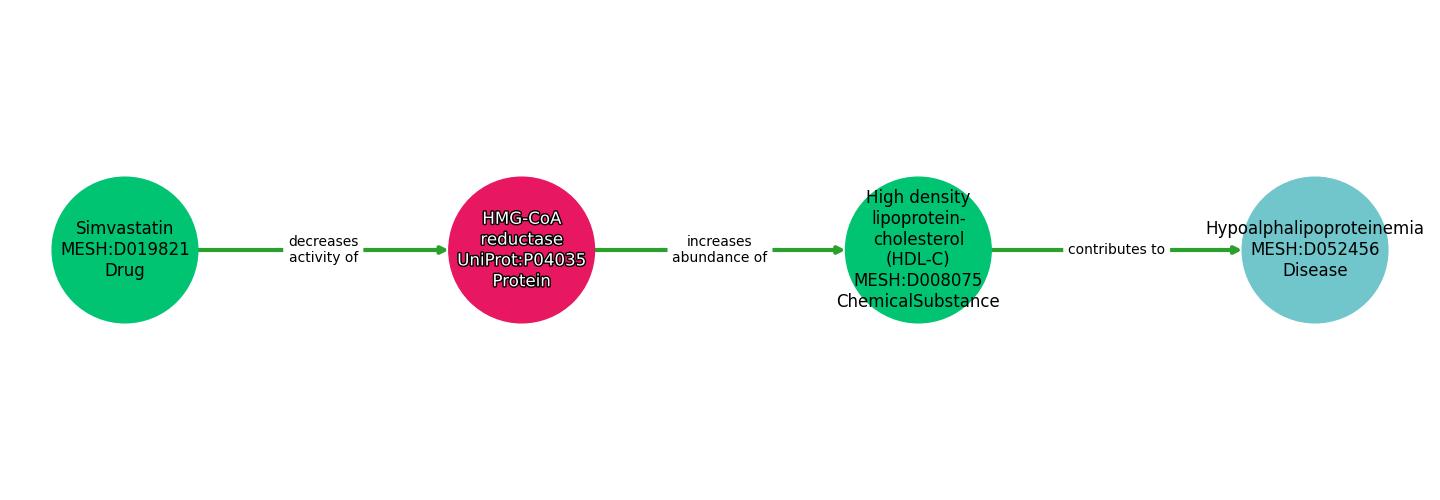 Simvastatin
MESH:D019821
Drug
decreases
activity of
HMG-CoA
reductase
UniProt:P04035
Protein
increases
abundance of
High density
lipoprotein-
cholesterol
(HDL-C)
MESH:D008075
ChemicalSubstance
contributes to
Hypoalphalipoproteinemia
MESH:D052456
Disease